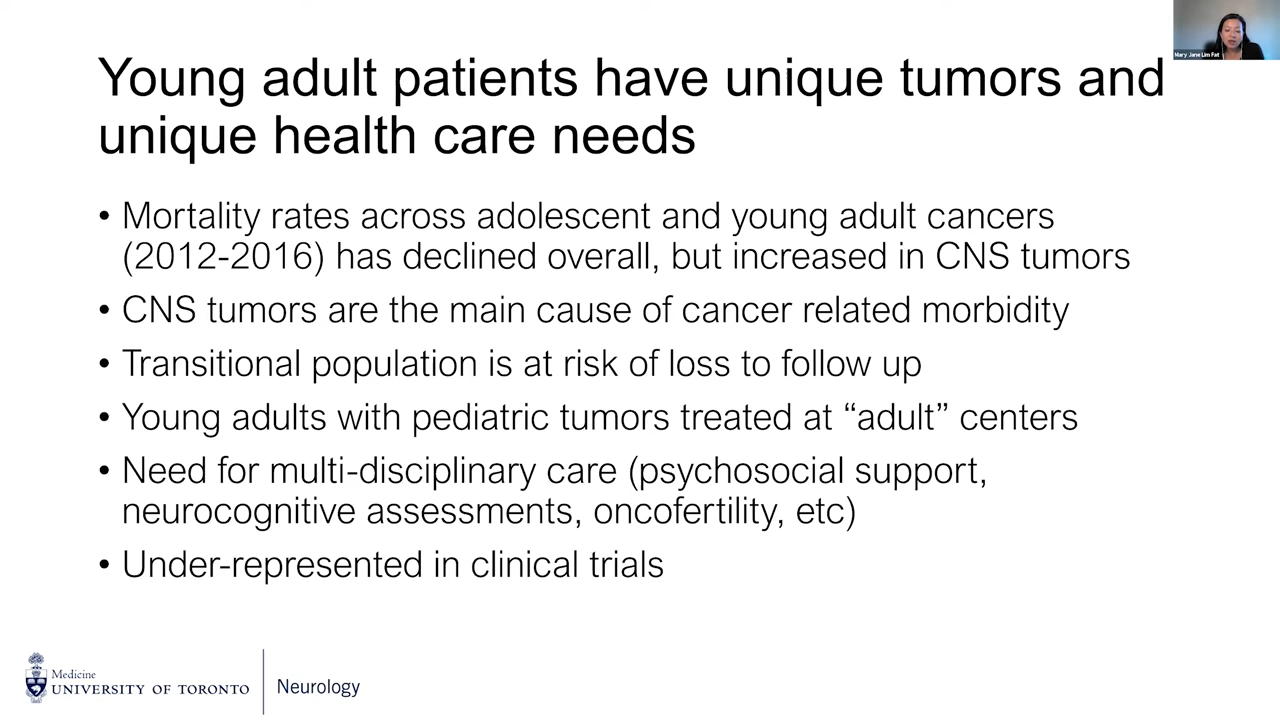 Mary Jane Lim Fat
Young adult patients have unique tumors and
unique health care needs
• Mortality rates across adolescent and young adult cancers
(2012-2016) has declined overall, but increased in CNS tumors
• CNS tumors are the main cause of cancer related morbidity
• Transitional population is at risk of loss to follow up
• Young adults with pediatric tumors treated at “adult” centers
• Need for multi-disciplinary care (psychosocial support,
neurocognitive assessments, oncofertility, etc)
• Under-represented in clinical trials
Medicine
UNIVERSITY OF TORONTO
Neurology